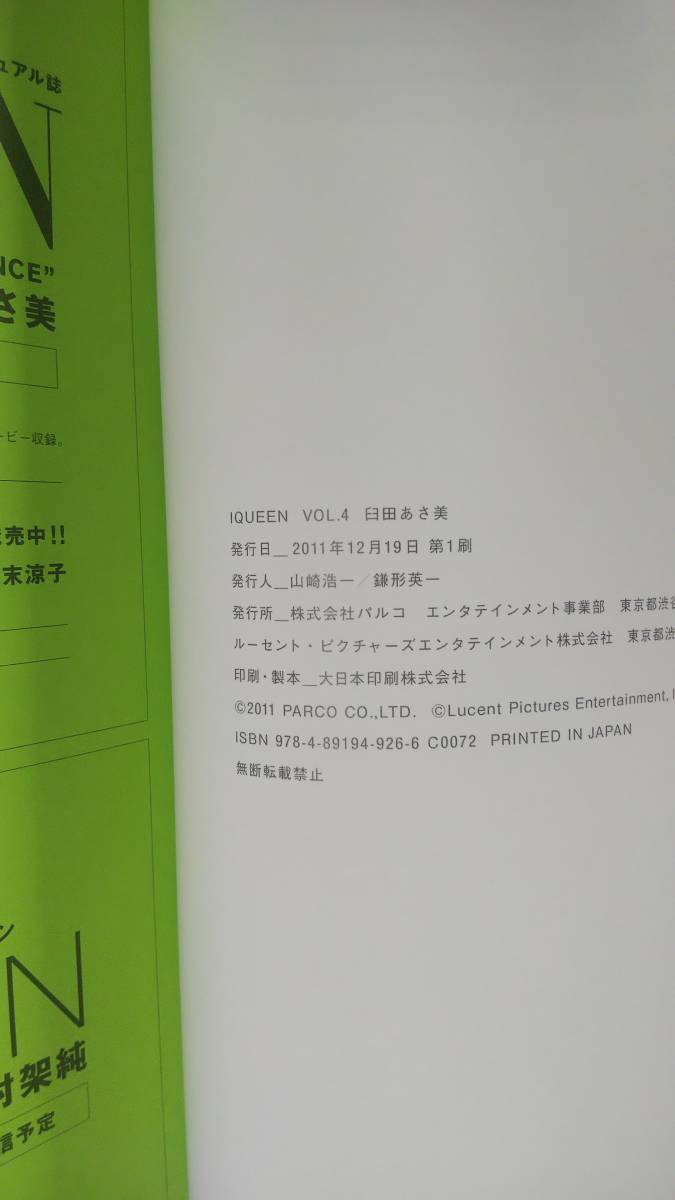 ュアル誌
N
NCE”
さ美
ービー収録。
売中!!
末涼子
ン
N
村架純
信予定
IQUEEN VOL.4 臼田あさ美
発行日__2011年12月19日 第1刷
発行人__山崎浩一／鎌形英一
発行所__株式会社パルコ エンタテインメント事業部 東京都渋谷
ルーセント・ピクチャーズエンタテインメント株式会社 東京都渋
印刷・製本__大日本印刷株式会社
©2011 PARCO CO.,LTD. ©Lucent Pictures Entertainment, I
ISBN 978-4-89194-926-6 C0072 PRINTED IN JAPAN
無断転載禁止